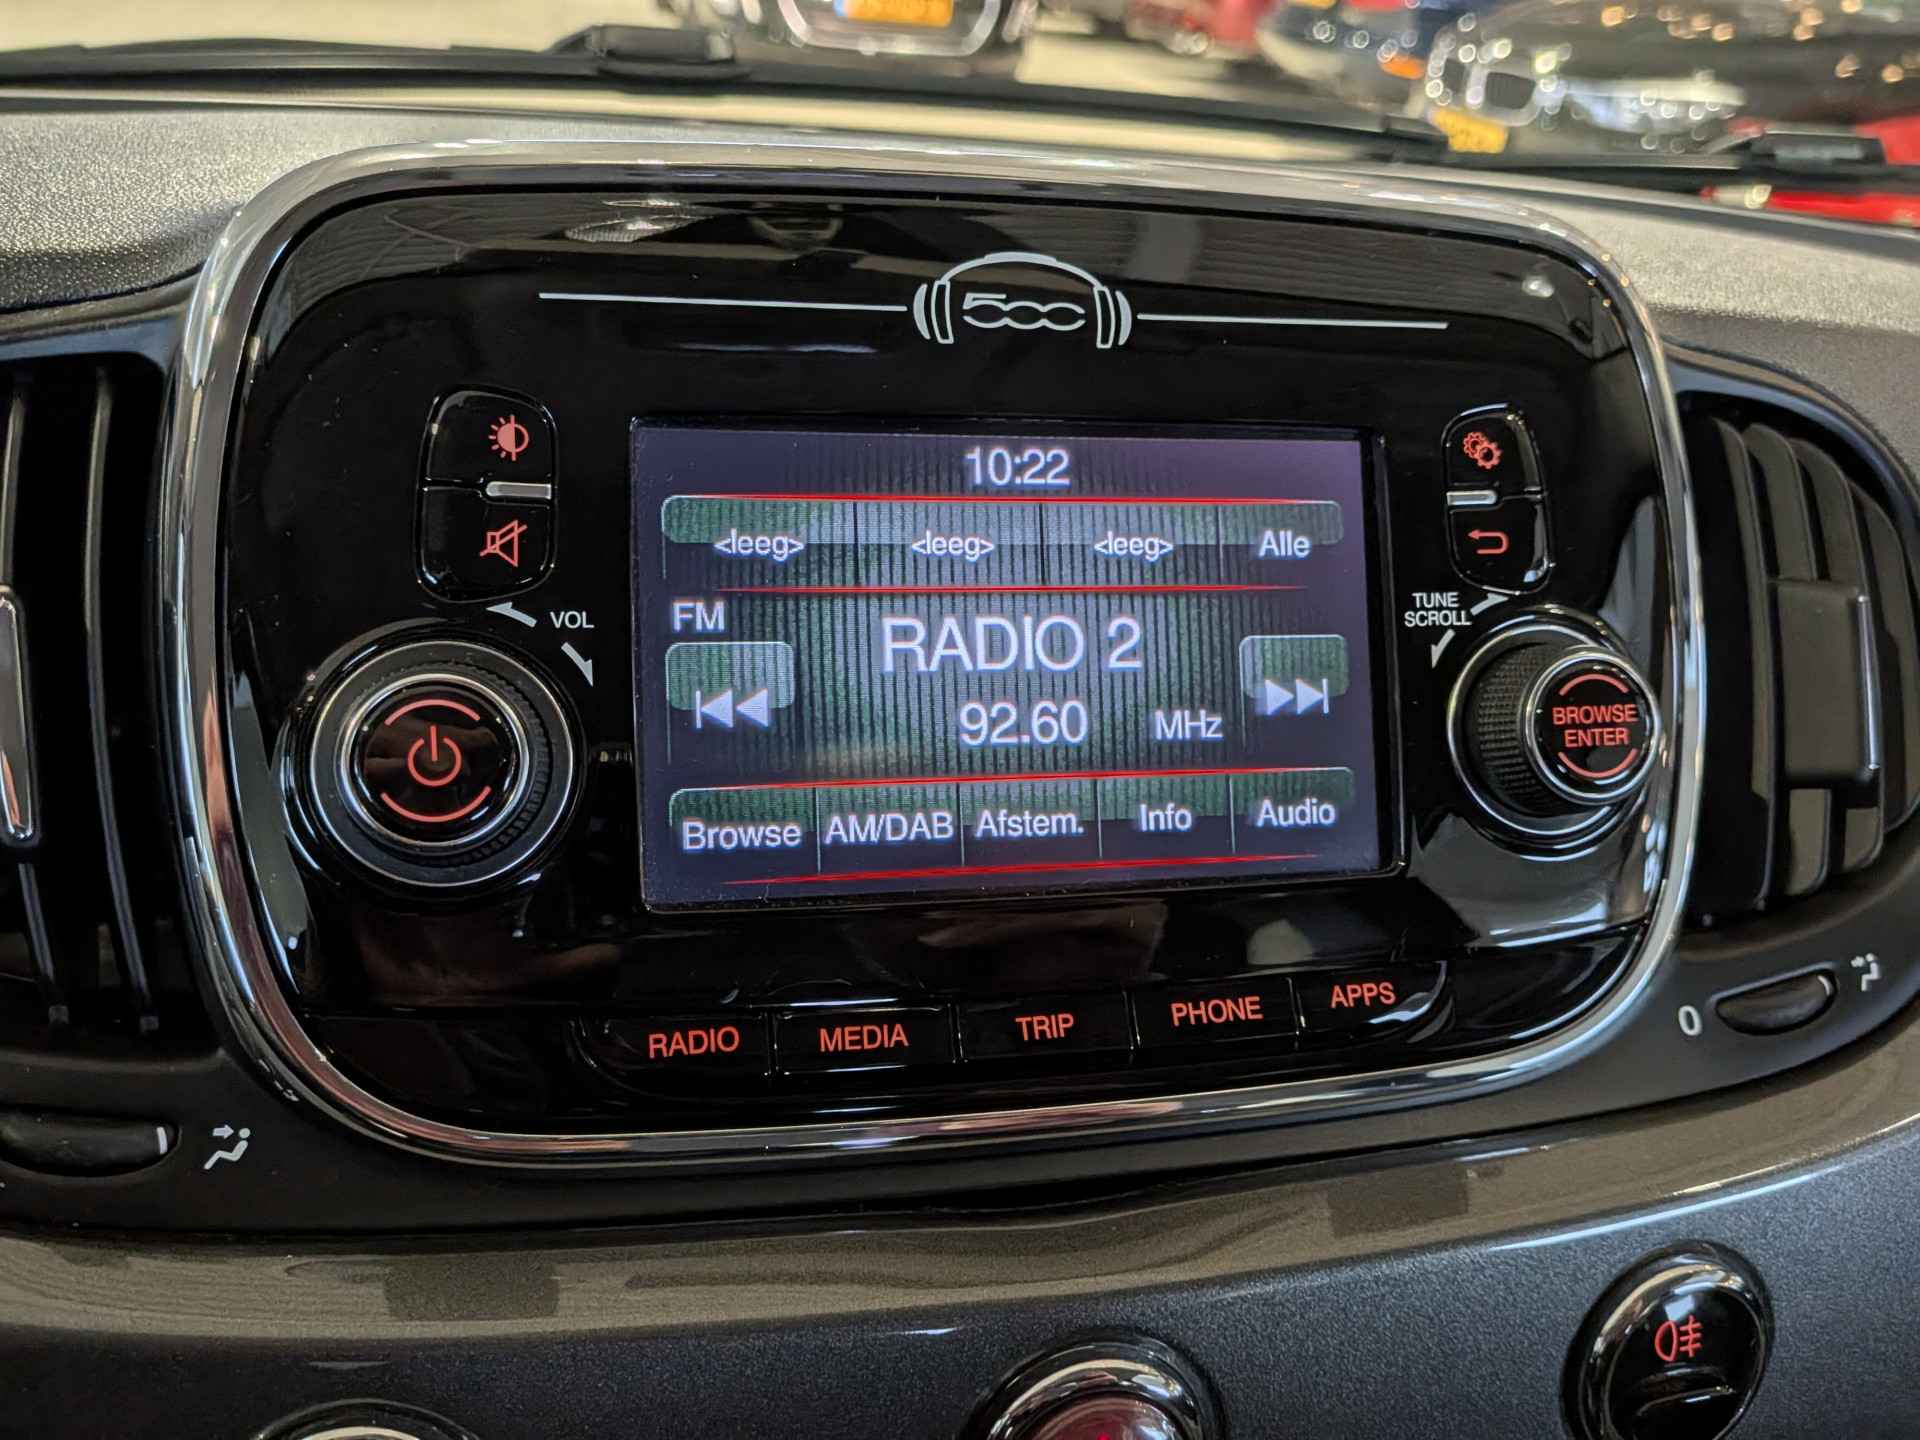 500
10:22
<leeg> <leeg> <leeg> Alle
VOL
TUNE
SCROLL
FM
RADIO 2
92.60 MHz
BROWSE
ENTER
Browse AM/DAB Afstem. Info Audio
RADIO MEDIA TRIP PHONE APPS
0